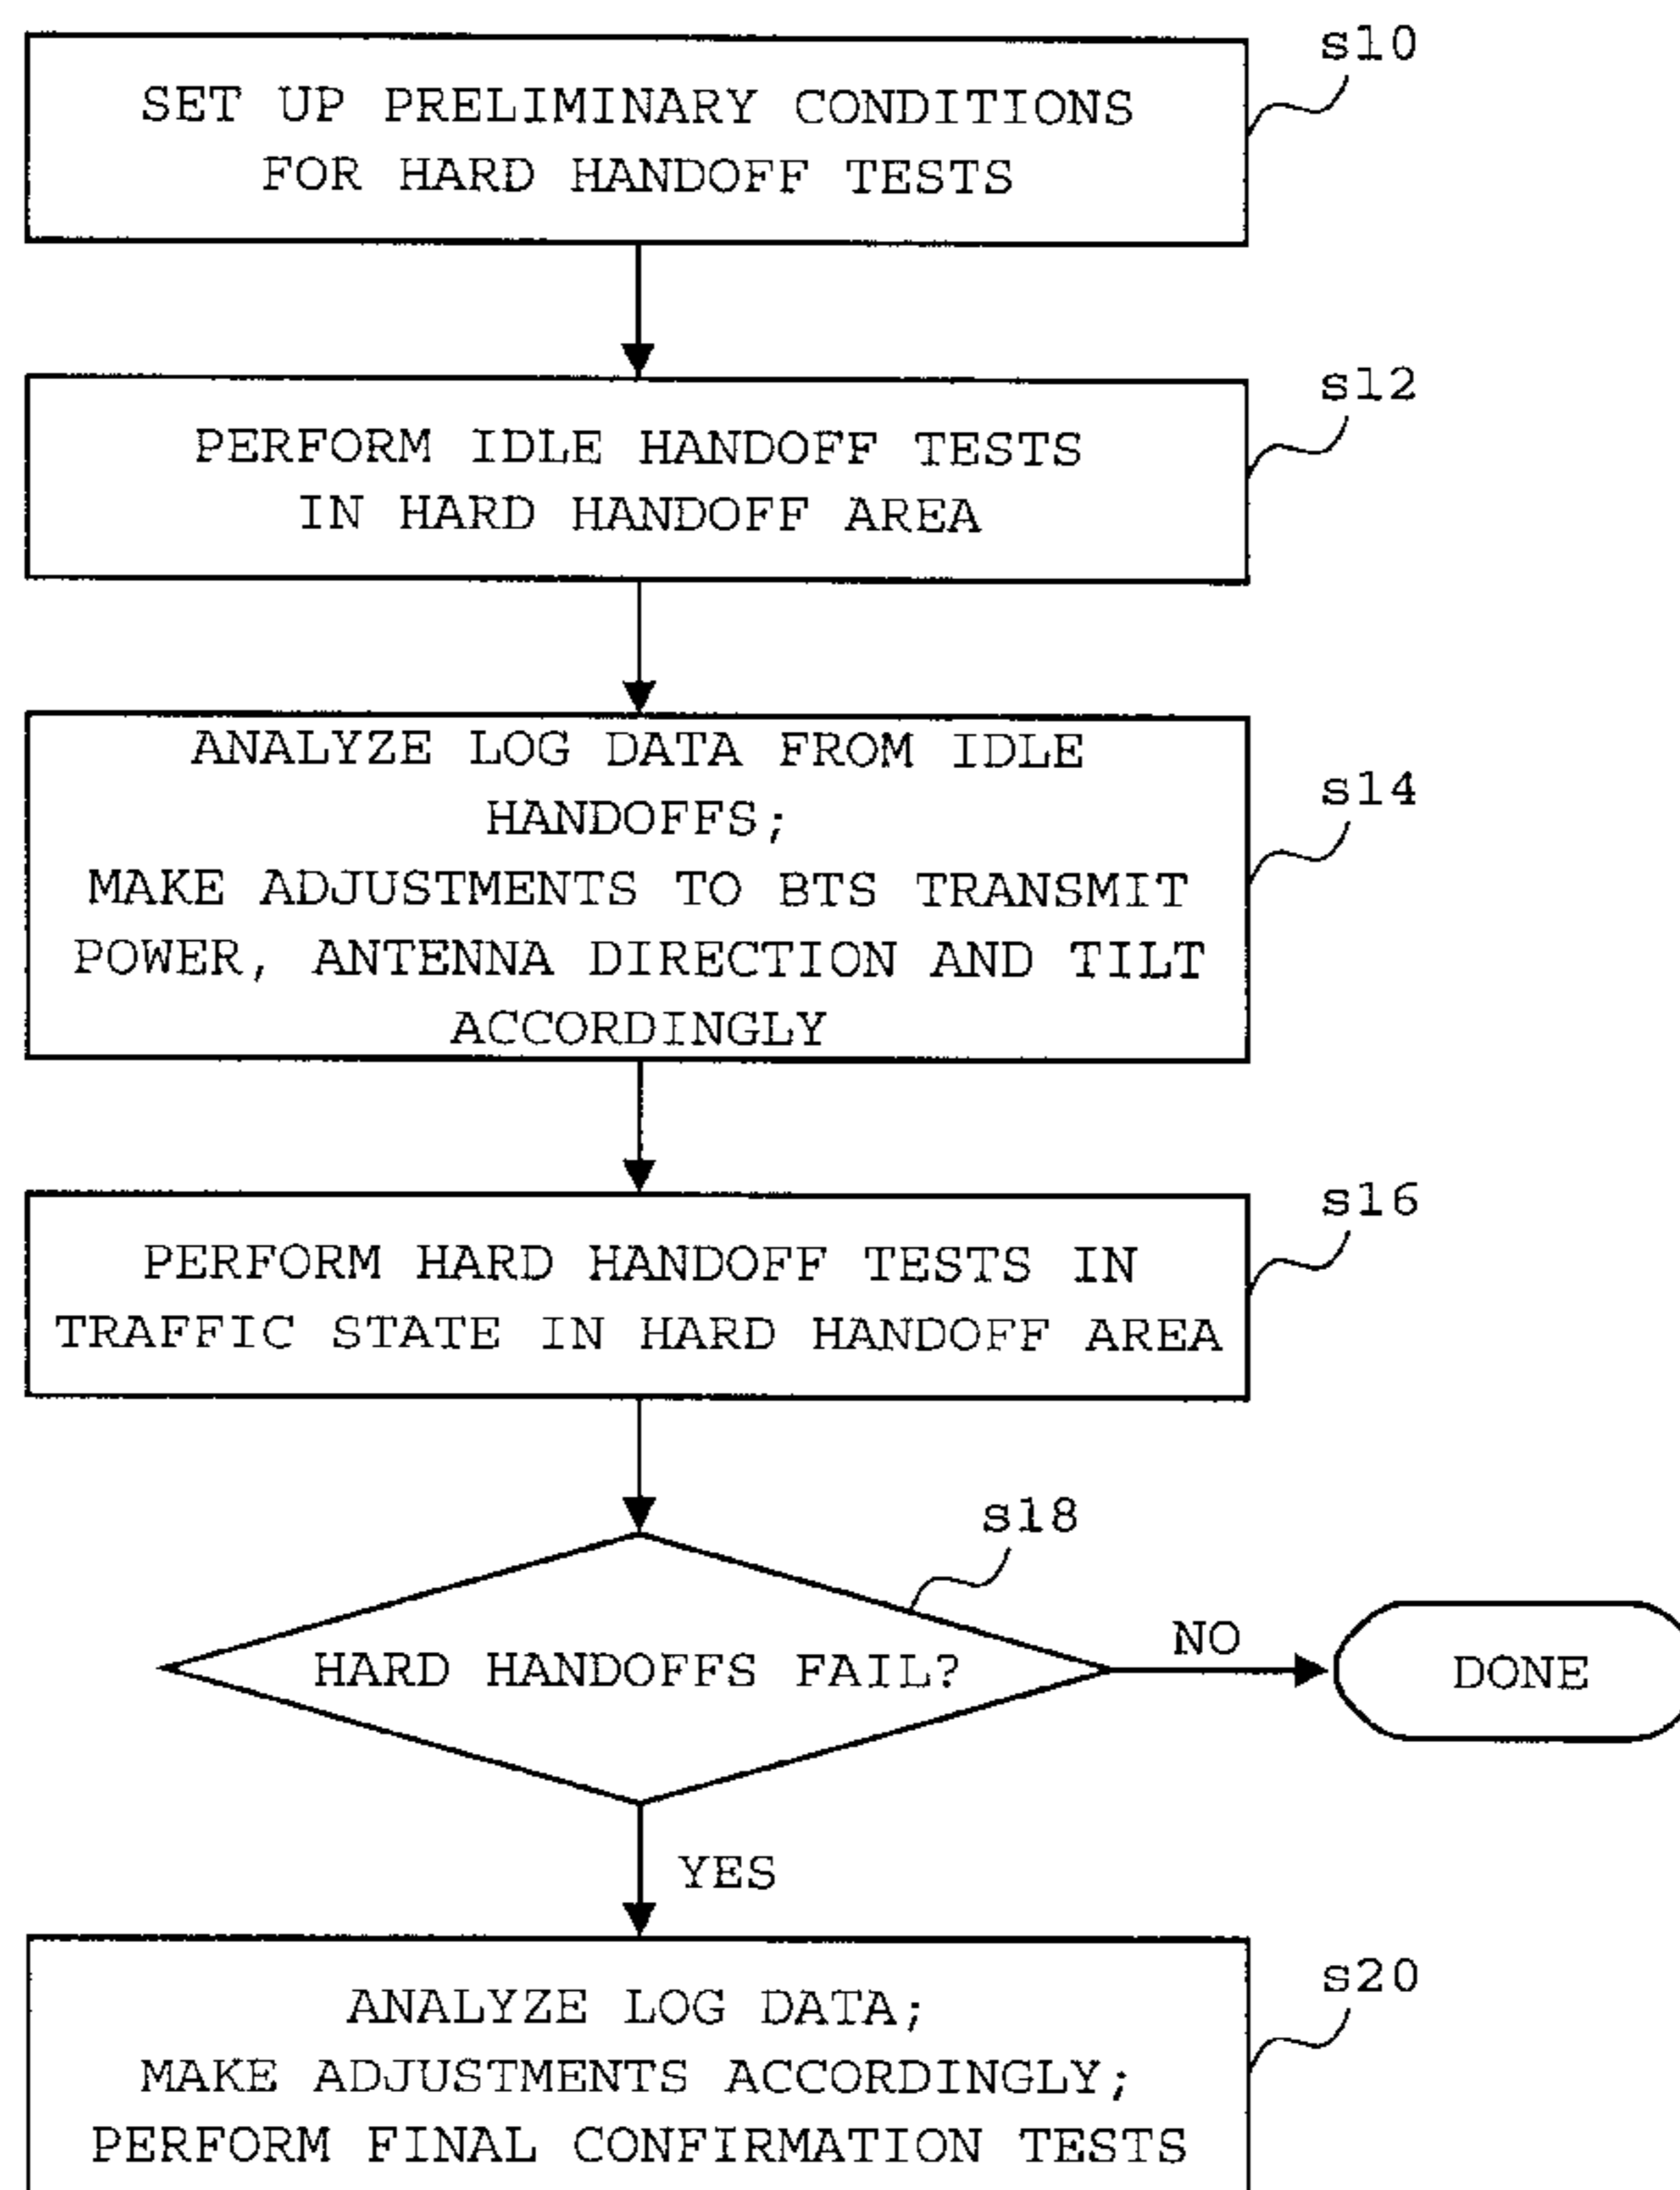 s10
SET UP PRELIMINARY CONDITIONS
FOR HARD HANDOFF TESTS
s12
PERFORM IDLE HANDOFF TESTS
IN HARD HANDOFF AREA
s14
ANALYZE LOG DATA FROM IDLE
HANDOFFS;
MAKE ADJUSTMENTS TO BTS TRANSMIT
POWER, ANTENNA DIRECTION AND TILT
ACCORDINGLY
s16
PERFORM HARD HANDOFF TESTS IN
TRAFFIC STATE IN HARD HANDOFF AREA
s18
HARD HANDOFFS FAIL?
NO
DONE
YES
s20
ANALYZE LOG DATA;
MAKE ADJUSTMENTS ACCORDINGLY;
PERFORM FINAL CONFIRMATION TESTS